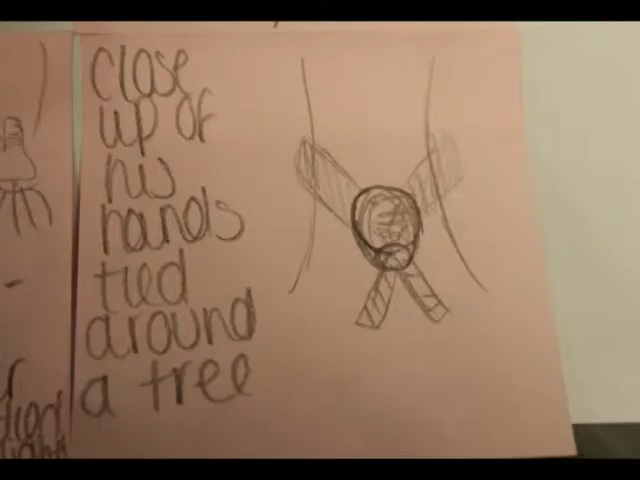 close
up of
his
hands
tied
around
a tree